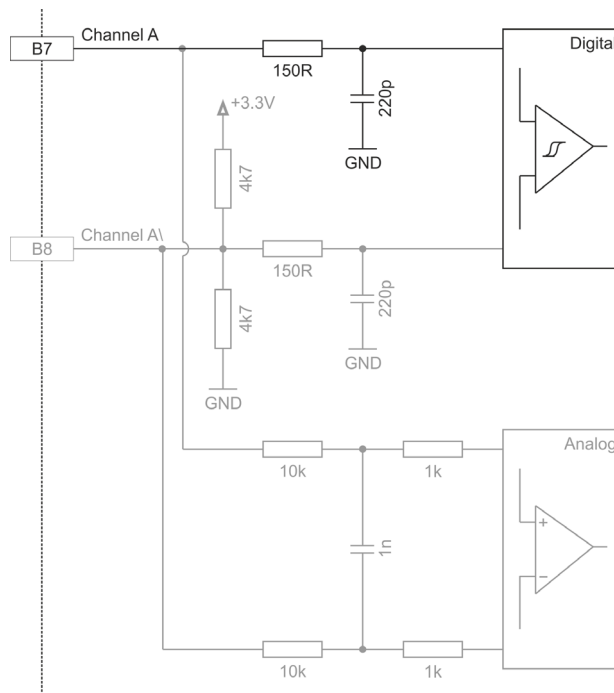 B7
Channel A
Digital
150R
220p
GND
+3.3V
4k7
B8
Channel A\
150R
4k7
220p
GND
GND
Analog
10k
1k
1n
+
−
10k
1k